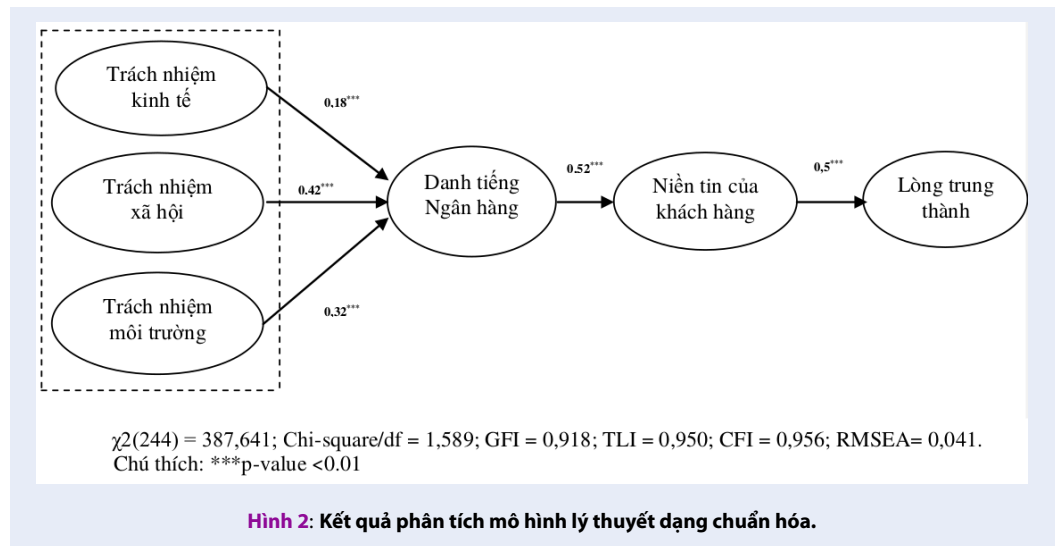 Trách nhiệm
kinh tế
0,18***
Trách nhiệm
xã hội
0.42***
Trách nhiệm
môi trường
0,32***
Danh tiếng
Ngân hàng
0.52***
Niền tin của
khách hàng
0,5***
Lòng trung
thành
χ2(244) = 387,641; Chi-square/df = 1,589; GFI = 0,918; TLI = 0,950; CFI = 0,956; RMSEA= 0,041.
Chú thích: ***p-value <0.01
Hình 2: Kết quả phân tích mô hình lý thuyết dạng chuẩn hóa.